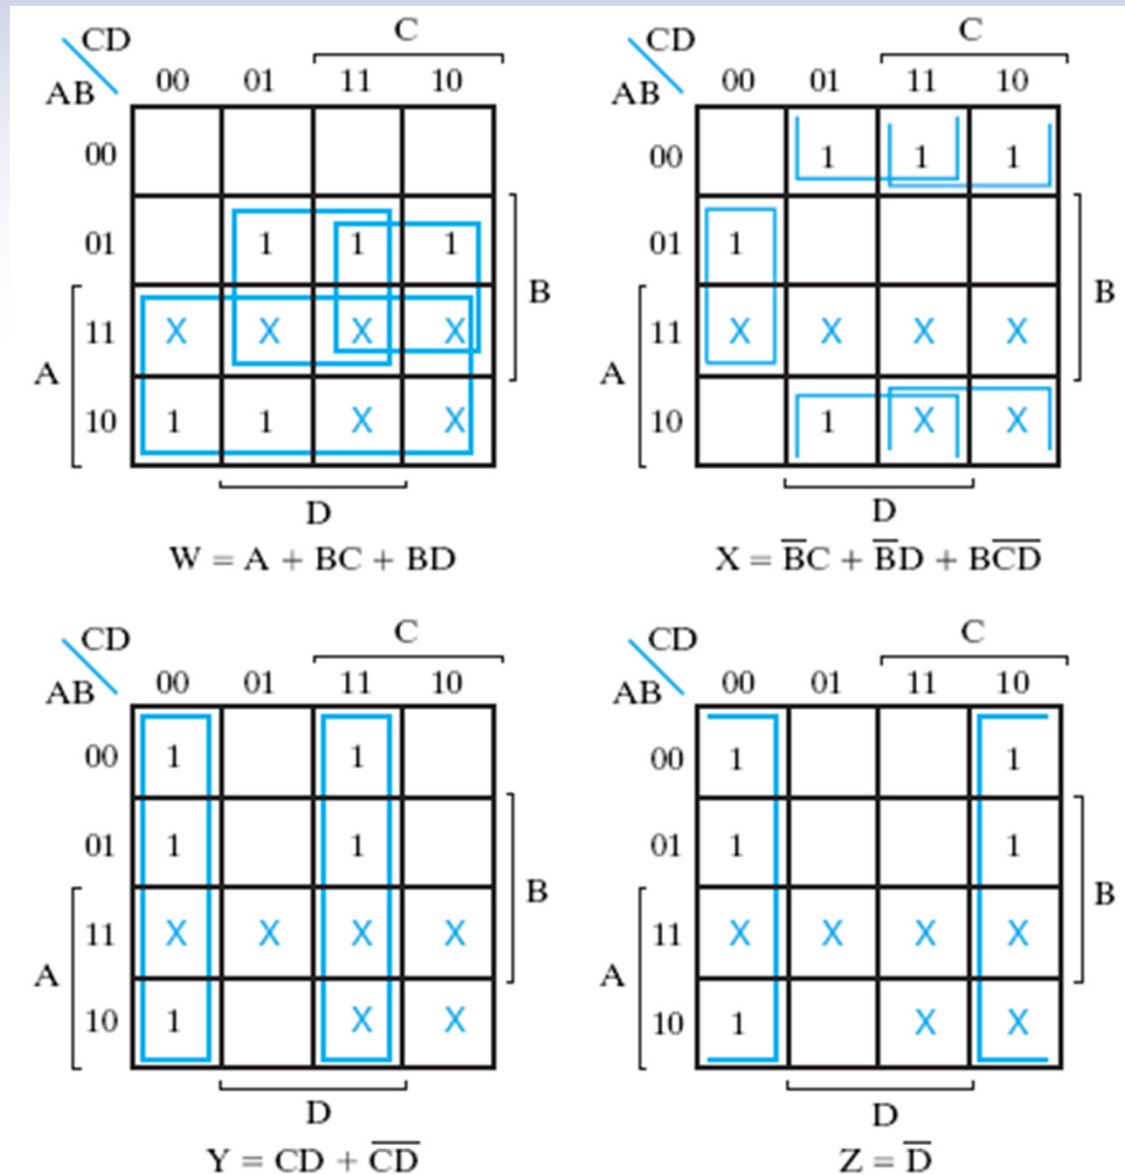 CD C CD C
AB 00 01 11 10 AB 00 01 11 10
00 00 1 1 1
01 1 1 1 01 1
B B
11 X X X X 11 X X X X
A A
10 1 1 X X 10 1 X X
D D
W = A + BC + BD X = B̅C + B̅D + BC̅D̅
CD C CD C
AB 00 01 11 10 AB 00 01 11 10
00 1 1 00 1 1
01 1 1 01 1 1
B B
11 X X X X 11 X X X X
A A
10 1 X X 10 1 X X
D D
Y = CD + C̅D̅ Z = D̅